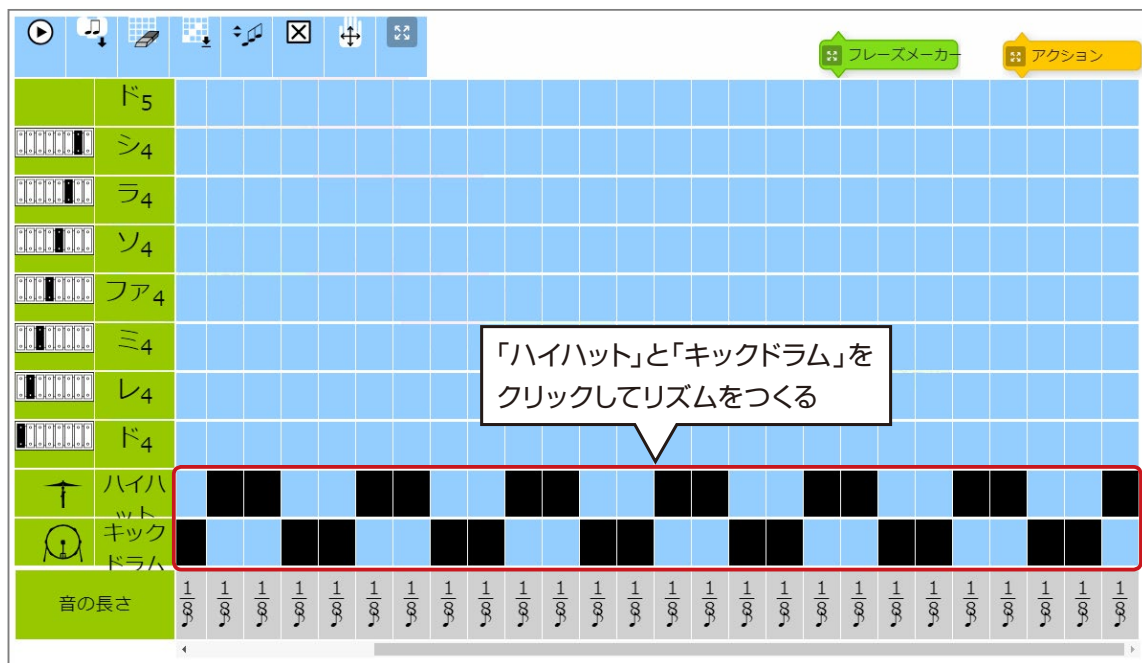 フレーズメーカー
アクション
ド5
シ4
ラ4
ソ4
ファ4
ミ4
レ4
ド4
「ハイハット」と「キックドラム」を
クリックしてリズムをつくる
ハイハ
ット
キック
ドラム
音の長さ
1/8 1/8 1/8 1/8 1/8 1/8 1/8 1/8 1/8 1/8 1/8 1/8 1/8 1/8 1/8 1/8 1/8 1/8 1/8 1/8 1/8 1/8 1/8 1/8 1/8 1/8